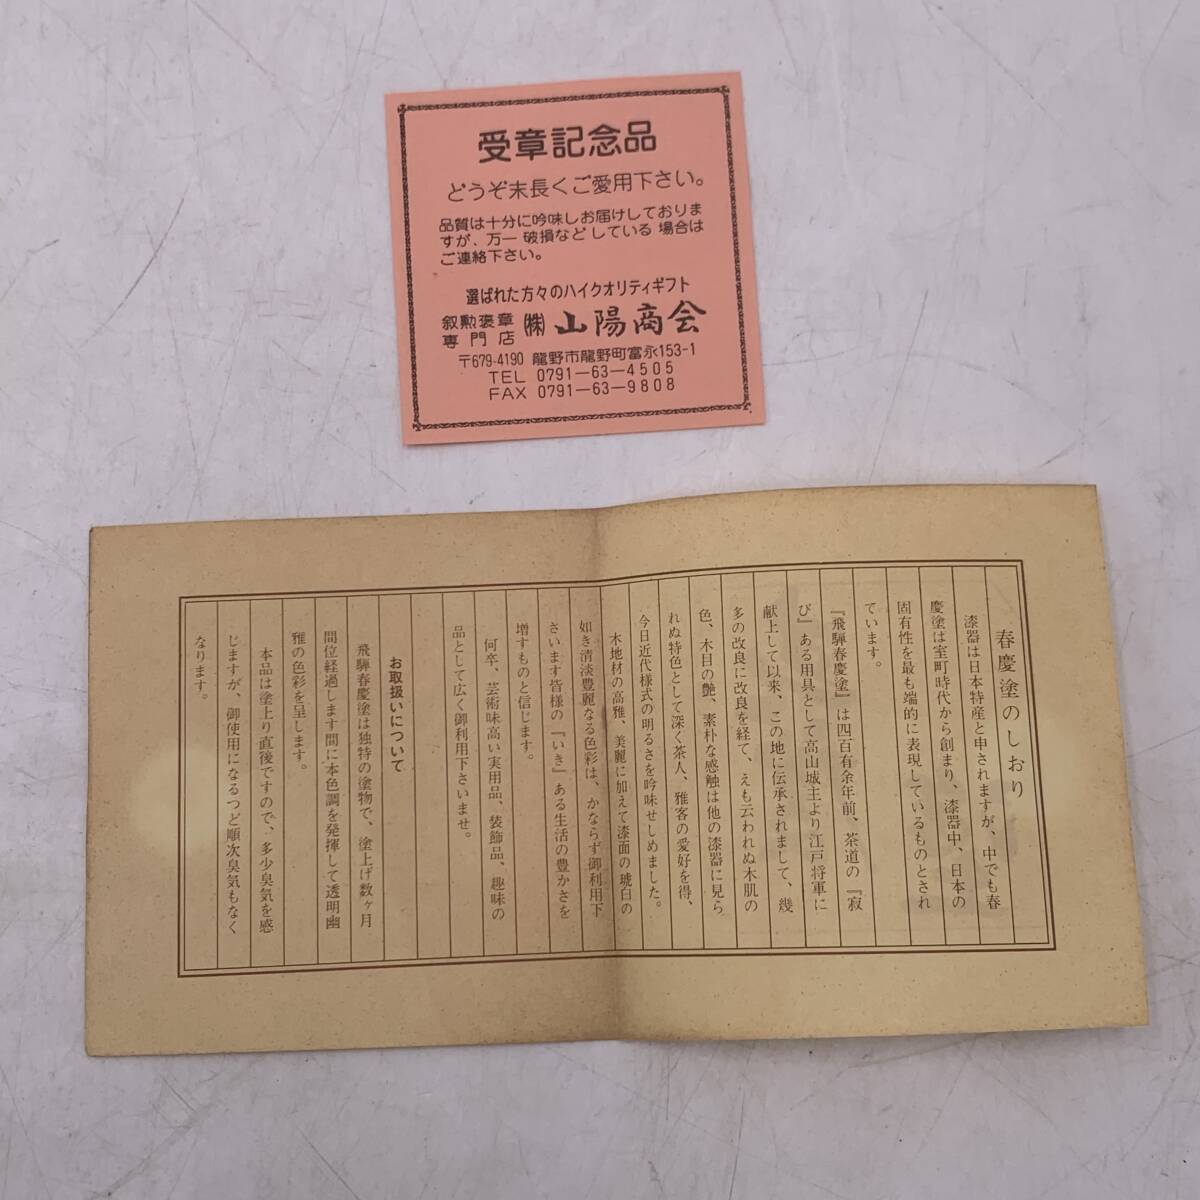 受章記念品
どうぞ末長くご愛用下さい。
品質は十分に吟味しお届けしておりま
すが、万一 破損など している 場合は
ご連絡下さい。
選ばれた方々のハイクオリティギフト
叙勲褒章
専門店
㈱山陽商会
〒679-4190 龍野市龍野町富永153-1
TEL 0791-63-4505
FAX 0791-63-9808
春慶塗のしおり
漆器は日本特産と申されますが、中でも春
慶塗は室町時代から創まり、漆器中、日本の
固有性を最も端的に表現しているものとされ
ています。
『飛騨春慶塗』は四百有余年前、茶道の『寂
び』ある用具として高山城主より江戸将軍に
献上して以来、この地に伝承されまして、幾
多の改良に改良を経て、えも云われぬ木肌の
色、木目の艶、素朴な感触は他の漆器に見ら
れぬ特色として深く茶人、雅客の愛好を得、
今日近代様式の明るさを吟味せしめました。
木地材の高雅、美麗に加えて漆面の琥白の
如き清淡豊麗なる色彩は、かならず御利用下
さいます皆様の『いき』ある生活の豊かさを
増すものと信じます。
何卒、芸術味高い実用品、装飾品、趣味の
品として広く御利用下さいませ。
お取扱いについて
飛騨春慶塗は独特の塗物で、塗上げ数ヶ月
間位経過します間に本色調を発揮して透明幽
雅の色彩を呈します。
本品は塗上り直後ですので、多少臭気を感
じますが、御使用になるつど順次臭気もなく
なります。